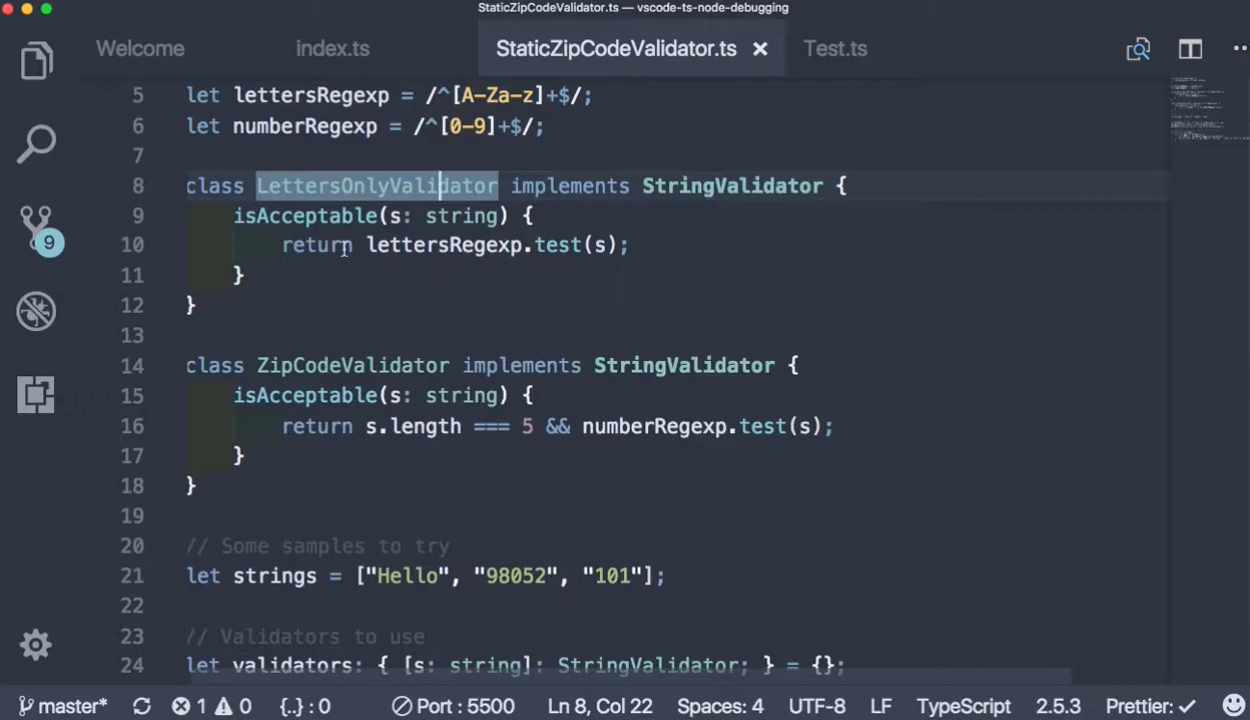 StaticZipCodeValidator.ts — vscode-ts-node-debugging
Welcome index.ts StaticZipCodeValidator.ts × Test.ts
5 let lettersRegexp = /^[A-Za-z]+$/;
6 let numberRegexp = /^[0-9]+$/;
7
8 class LettersOnlyValidator implements StringValidator {
9 isAcceptable(s: string) {
10 return lettersRegexp.test(s);
11 }
12 }
13
14 class ZipCodeValidator implements StringValidator {
15 isAcceptable(s: string) {
16 return s.length === 5 && numberRegexp.test(s);
17 }
18 }
19
20 // Some samples to try
21 let strings = ["Hello", "98052", "101"];
22
23 // Validators to use
24 let validators: { [s: string]: StringValidator; } = {};
9
master* 1 0 {..} : 0 Port : 5500 Ln 8, Col 22 Spaces: 4 UTF-8 LF TypeScript 2.5.3 Prettier: ✓